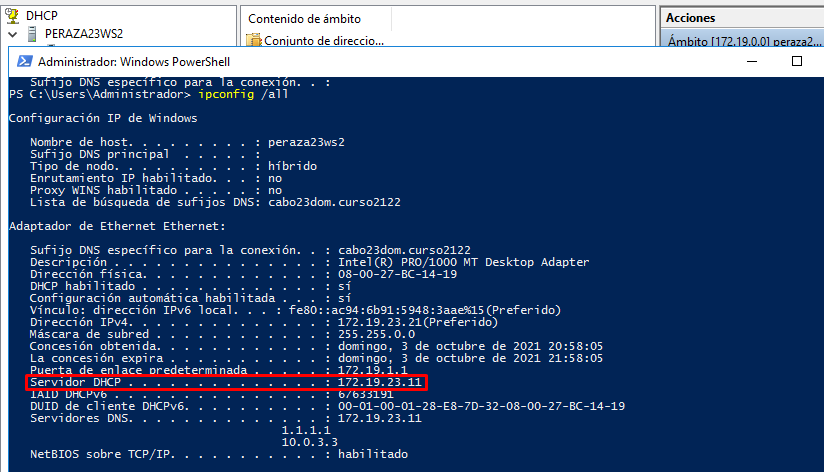 DHCP
PERAZA23WS2
Contenido de ámbito
Conjunto de direccio...
Acciones
Ámbito [172.19.0.0] peraza2...
Administrador: Windows PowerShell
Sufijo DNS específico para la conexión. . :
PS C:\Users\Administrador> ipconfig /all
Configuración IP de Windows
Nombre de host. . . . . . . . . : peraza23ws2
Sufijo DNS principal . . . . . :
Tipo de nodo. . . . . . . . . . : híbrido
Enrutamiento IP habilitado. . . : no
Proxy WINS habilitado . . . . . : no
Lista de búsqueda de sufijos DNS: cabo23dom.curso2122
Adaptador de Ethernet Ethernet:
Sufijo DNS específico para la conexión. . : cabo23dom.curso2122
Descripción . . . . . . . . . . . . . . . : Intel(R) PRO/1000 MT Desktop Adapter
Dirección física. . . . . . . . . . . . . : 08-00-27-BC-14-19
DHCP habilitado . . . . . . . . . . . . . : sí
Configuración automática habilitada . . . : sí
Vínculo: dirección IPv6 local. . . : fe80::ac94:6b91:5948:3aae%15(Preferido)
Dirección IPv4. . . . . . . . . . . . . . : 172.19.23.21(Preferido)
Máscara de subred . . . . . . . . . . . . : 255.255.0.0
Concesión obtenida. . . . . . . . . . . . : domingo, 3 de octubre de 2021 20:58:05
La concesión expira . . . . . . . . . . . : domingo, 3 de octubre de 2021 21:58:05
Puerta de enlace predeterminada . . . . . : 172.19.1.1
Servidor DHCP . . . . . . . . . . . . . . : 172.19.23.11
IAID DHCPv6 . . . . . . . . . . . . . . . : 67633191
DUID de cliente DHCPv6. . . . . . . . . . : 00-01-00-01-28-E8-7D-32-08-00-27-BC-14-19
Servidores DNS. . . . . . . . . . . . . . : 172.19.23.11
1.1.1.1
10.0.3.3
NetBIOS sobre TCP/IP. . . . . . . . . . . : habilitado